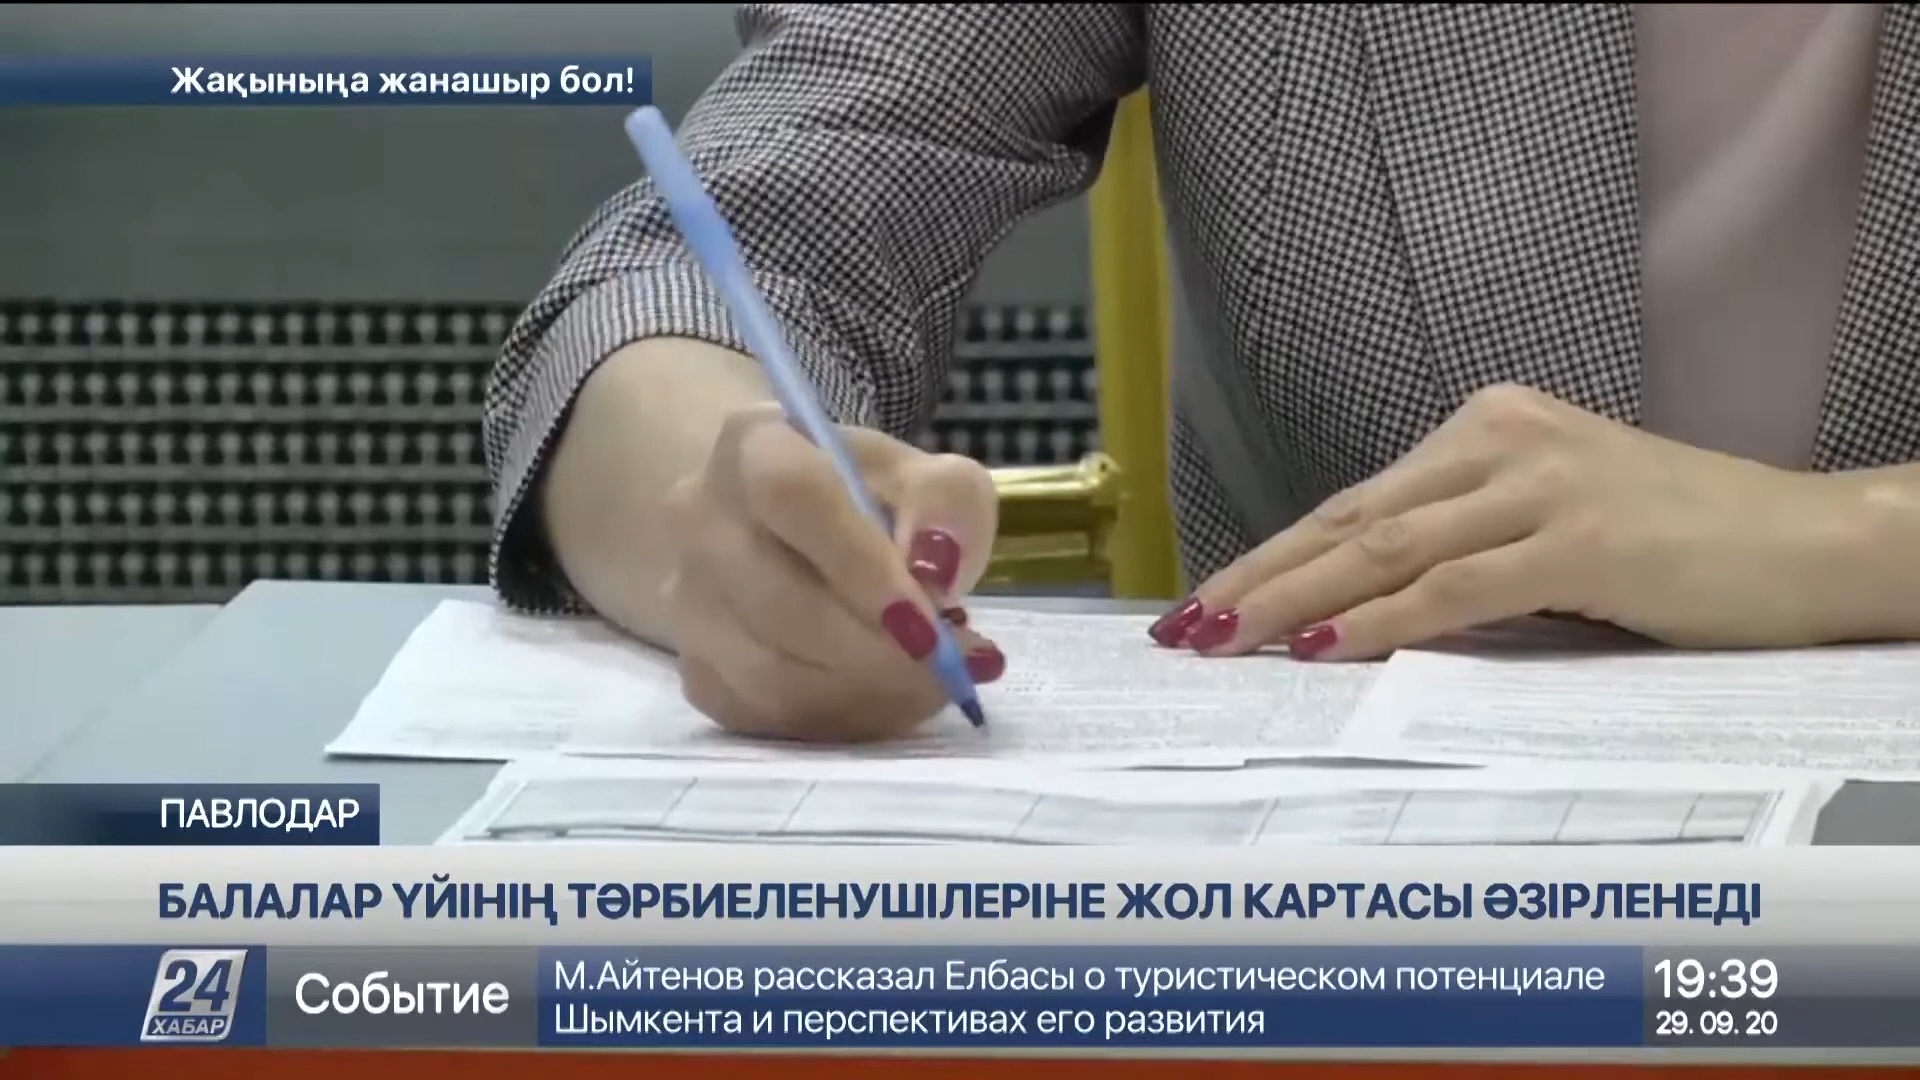 Жақыныңа жанашыр бол!
ПАВЛОДАР
БАЛАЛАР ҮЙІНІҢ ТӘРБИЕЛЕНУШІЛЕРІНЕ ЖОЛ КАРТАСЫ ӘЗІРЛЕНЕДІ
24
ХАБАР
Событие
М.Айтенов рассказал Елбасы о туристическом потенциале
Шымкента и перспективах его развития
19:39
29. 09. 20